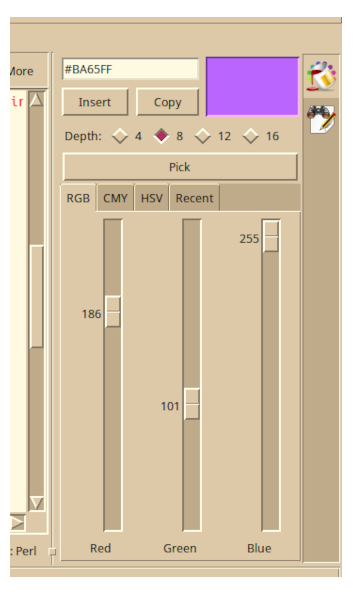 More
#BA65FF
ir
Insert Copy
Depth: 4 8 12 16
Pick
RGB CMY HSV Recent
255
186
101
: Perl
Red Green Blue